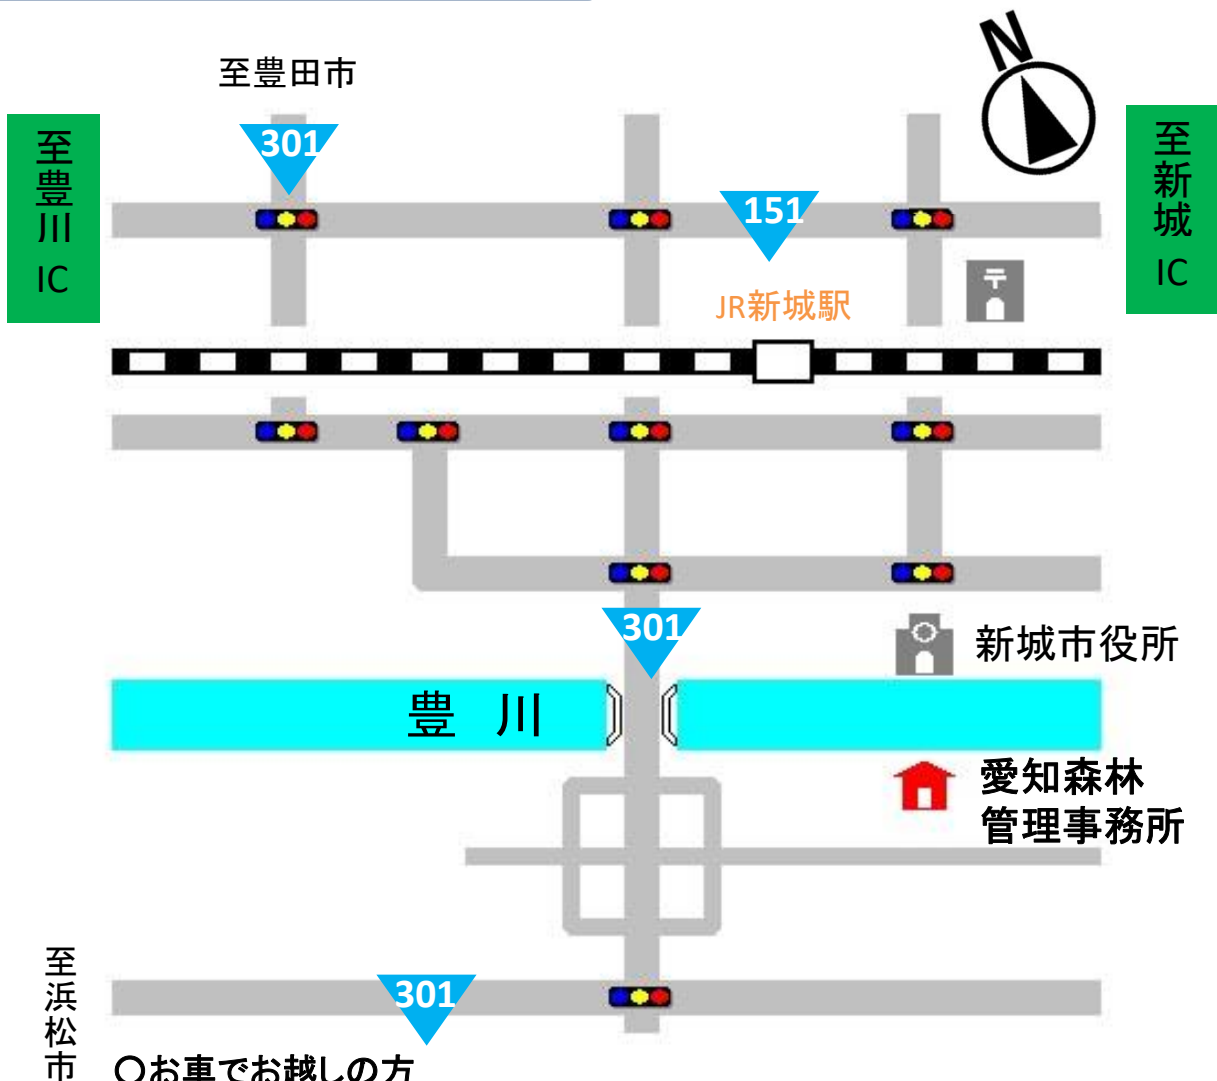 N
至豊田市
301
至豊川IC
至新城IC
151
JR新城駅
〒
301
新城市役所
豊川
愛知森林
管理事務所
至浜松市
301
〇お車でお越しの方